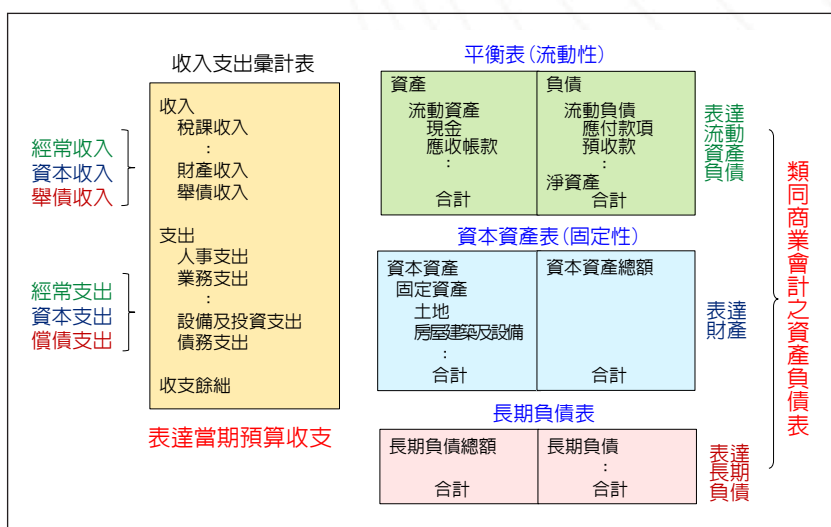 收入支出彙計表
收入
稅課收入
:
財產收入
舉債收入
支出
人事支出
業務支出
:
設備及投資支出
債務支出
收支餘絀
經常收入
資本收入
舉債收入
經常支出
資本支出
償債支出
表達當期預算收支
平衡表(流動性)
資產
流動資產
現金
應收帳款
:
合計
負債
流動負債
應付款項
預收款
:
淨資產
合計
表達
流動
資產
負債
資本資產表(固定性)
資本資產
固定資產
土地
房屋建築及設備
:
合計
資本資產總額
合計
表達
財產
長期負債表
長期負債總額
合計
長期負債
:
合計
表達
長期
負債
類同商業會計之資產負債表